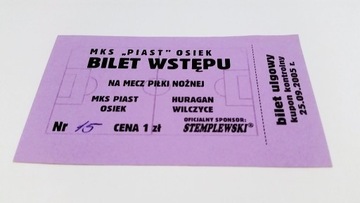 MKS „PIAST” OSIEK
BILET WSTĘPU
NA MECZ PIŁKI NOŻNEJ
MKS PIAST
OSIEK
HURAGAN
WILCZYCE
Nr 15
CENA 1 zł
OFICJALNY SPONSOR:
STEMPLEWSKI®
bilet ulgowy
kupon kontrolny
25.09.2005 r.